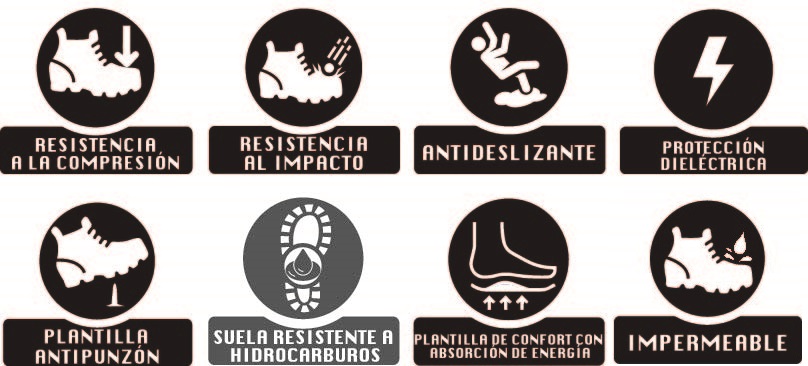 RESISTENCIA
A LA COMPRESIÓN
RESISTENCIA
AL IMPACTO
ANTIDESLIZANTE
PROTECCIÓN
DIELÉCTRICA
PLANTILLA
ANTIPUNZÓN
SUELA RESISTENTE A
HIDROCARBUROS
PLANTILLA DE CONFORT CON
ABSORCIÓN DE ENERGÍA
IMPERMEABLE